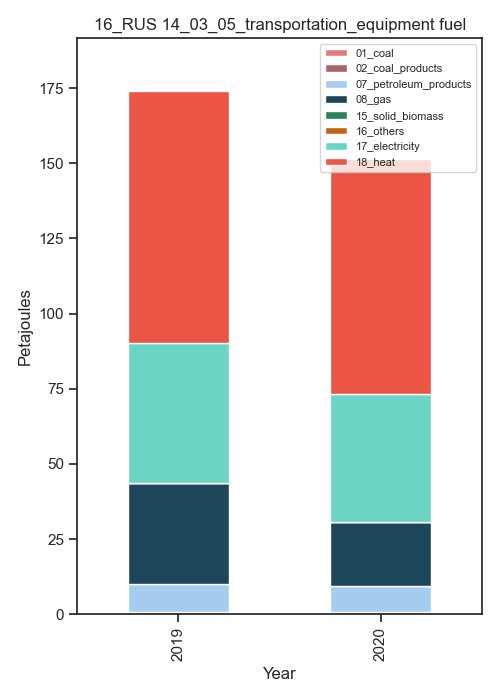 16_RUS 14_03_05_transportation_equipment fuel
01_coal
02_coal_products
07_petroleum_products
08_gas
15_solid_biomass
16_others
17_electricity
18_heat
175
150
125
100
75
50
25
0
Petajoules
2019
2020
Year